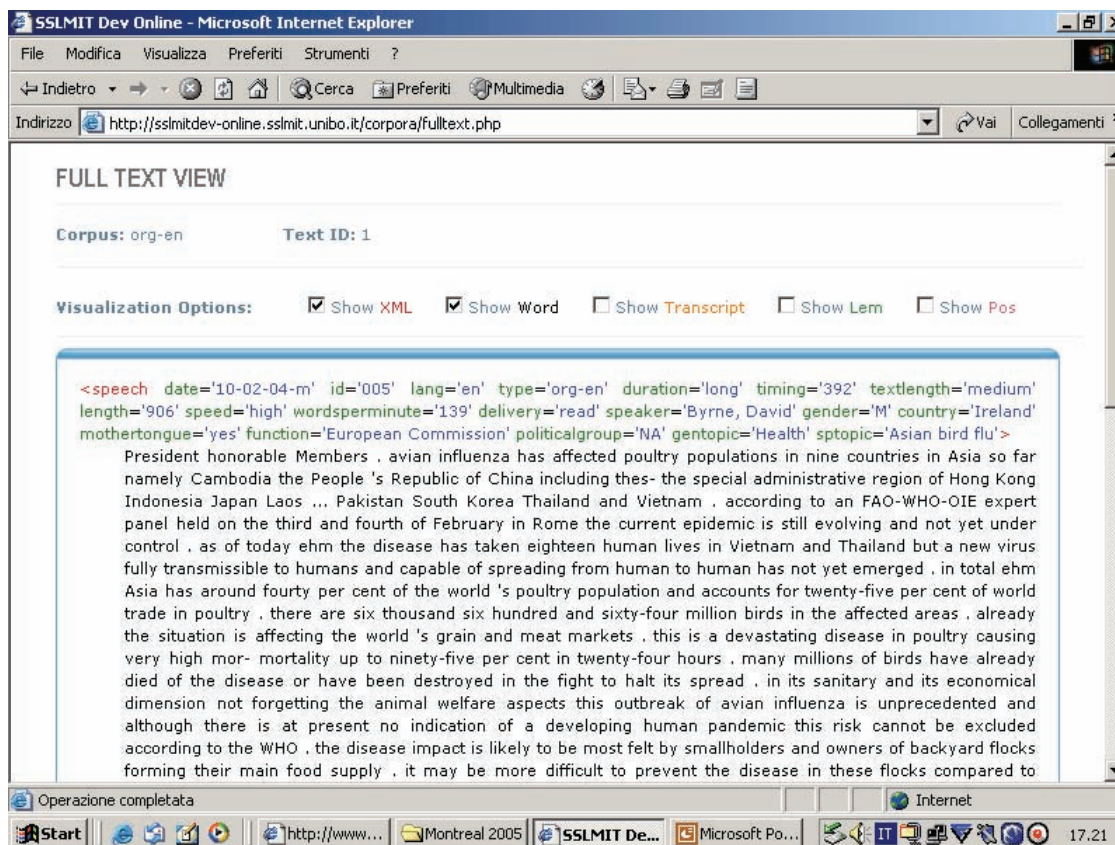 SSLMIT Dev Online - Microsoft Internet Explorer
File Modifica Visualizza Preferiti Strumenti ?
Indietro Cerca Preferiti Multimedia
Indirizzo http://sslmitdev-online.sslmit.unibo.it/corpora/fulltext.php Vai Collegamenti
FULL TEXT VIEW
Corpus: org-en Text ID: 1
Visualization Options: Show XML Show Word Show Transcript Show Lem Show Pos
<speech date='10-02-04-m' id='005' lang='en' type='org-en' duration='long' timing='392' textlength='medium'
length='906' speed='high' wordsperminute='139' delivery='read' speaker='Byrne, David' gender='M' country='Ireland'
mothertongue='yes' function='European Commission' politicalgroup='NA' gentopic='Health' sptopic='Asian bird flu'>
President honorable Members . avian influenza has affected poultry populations in nine countries in Asia so far
namely Cambodia the People 's Republic of China including thes- the special administrative region of Hong Kong
Indonesia Japan Laos ... Pakistan South Korea Thailand and Vietnam . according to an FAO-WHO-OIE expert
panel held on the third and fourth of February in Rome the current epidemic is still evolving and not yet under
control . as of today ehm the disease has taken eighteen human lives in Vietnam and Thailand but a new virus
fully transmissible to humans and capable of spreading from human to human has not yet emerged . in total ehm
Asia has around fourty per cent of the world 's poultry population and accounts for twenty-five per cent of world
trade in poultry . there are six thousand six hundred and sixty-four million birds in the affected areas . already
the situation is affecting the world 's grain and meat markets . this is a devastating disease in poultry causing
very high mor- mortality up to ninety-five per cent in twenty-four hours . many millions of birds have already
died of the disease or have been destroyed in the fight to halt its spread . in its sanitary and its economical
dimension not forgetting the animal welfare aspects this outbreak of avian influenza is unprecedented and
although there is at present no indication of a developing human pandemic this risk cannot be excluded
according to the WHO . the disease impact is likely to be most felt by smallholders and owners of backyard flocks
forming their main food supply . it may be more difficult to prevent the disease in these flocks compared to
Operazione completata Internet
Start http://www... Montreal 2005 SSLMIT De... Microsoft Po... IT 17.21